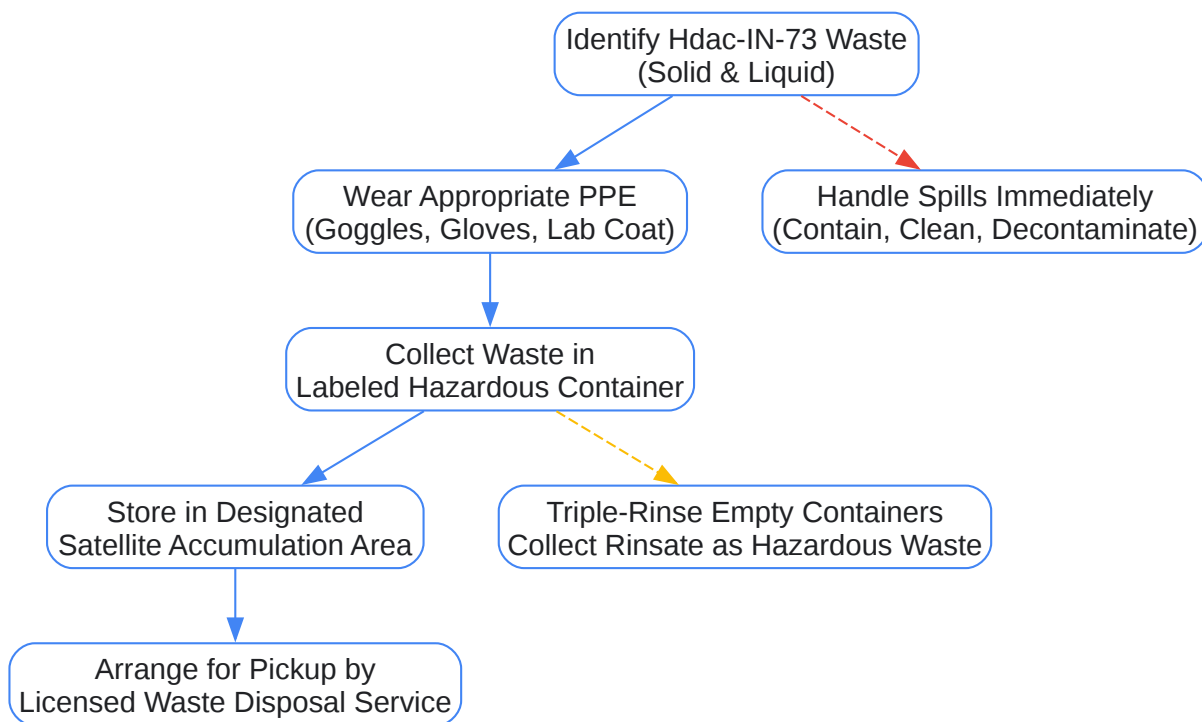 Identify Hdac-IN-73 Waste
(Solid & Liquid)
Wear Appropriate PPE
(Goggles, Gloves, Lab Coat)
Handle Spills Immediately
(Contain, Clean, Decontaminate)
Collect Waste in
Labeled Hazardous Container
Store in Designated
Satellite Accumulation Area
Triple-Rinse Empty Containers
Collect Rinsate as Hazardous Waste
Arrange for Pickup by
Licensed Waste Disposal Service